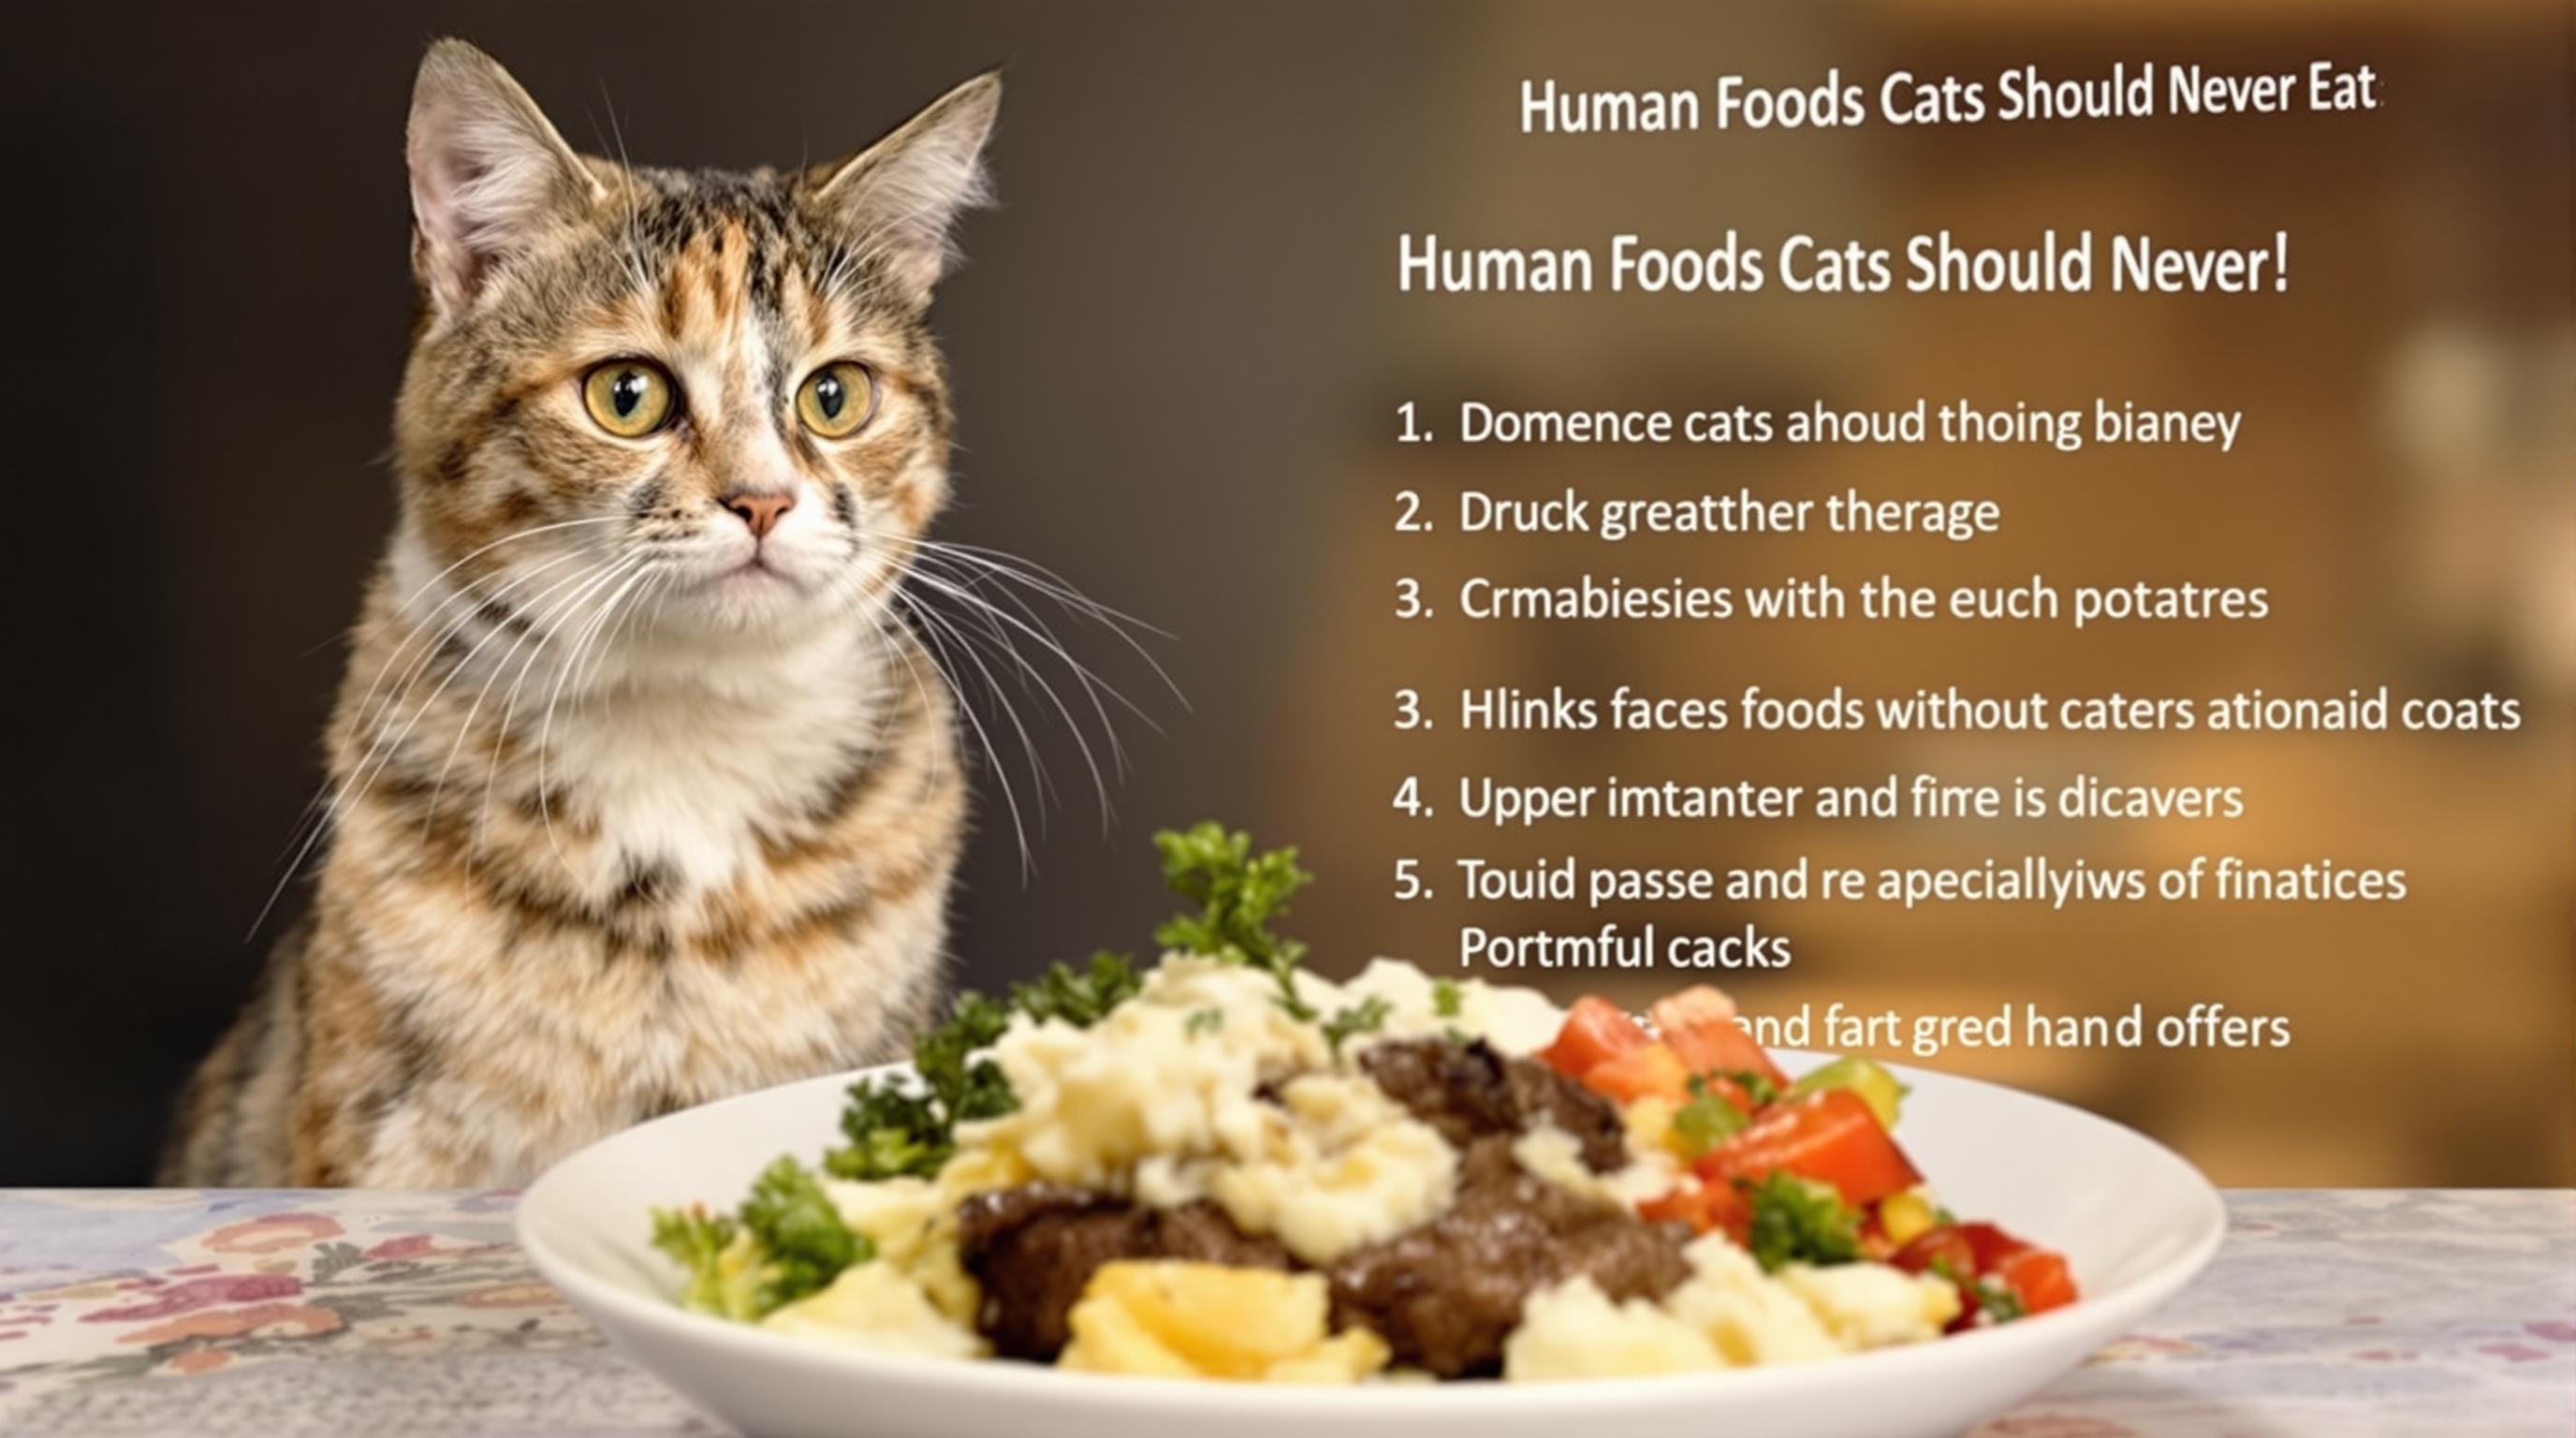 Human Foods Cats Should Never Eat
Human Foods Cats Should Never!
1. Domence cats ahoud thoing bianey
2. Druck greatther therage
3. Crmabiesies with the euch potatres
3. Hlinks faces foods without caters ationaid coats
4. Upper imtanter and firre is dicavers
5. Touid passe and re apeciallyiws of finatices
Portmful cacks
and fart gred hand offers